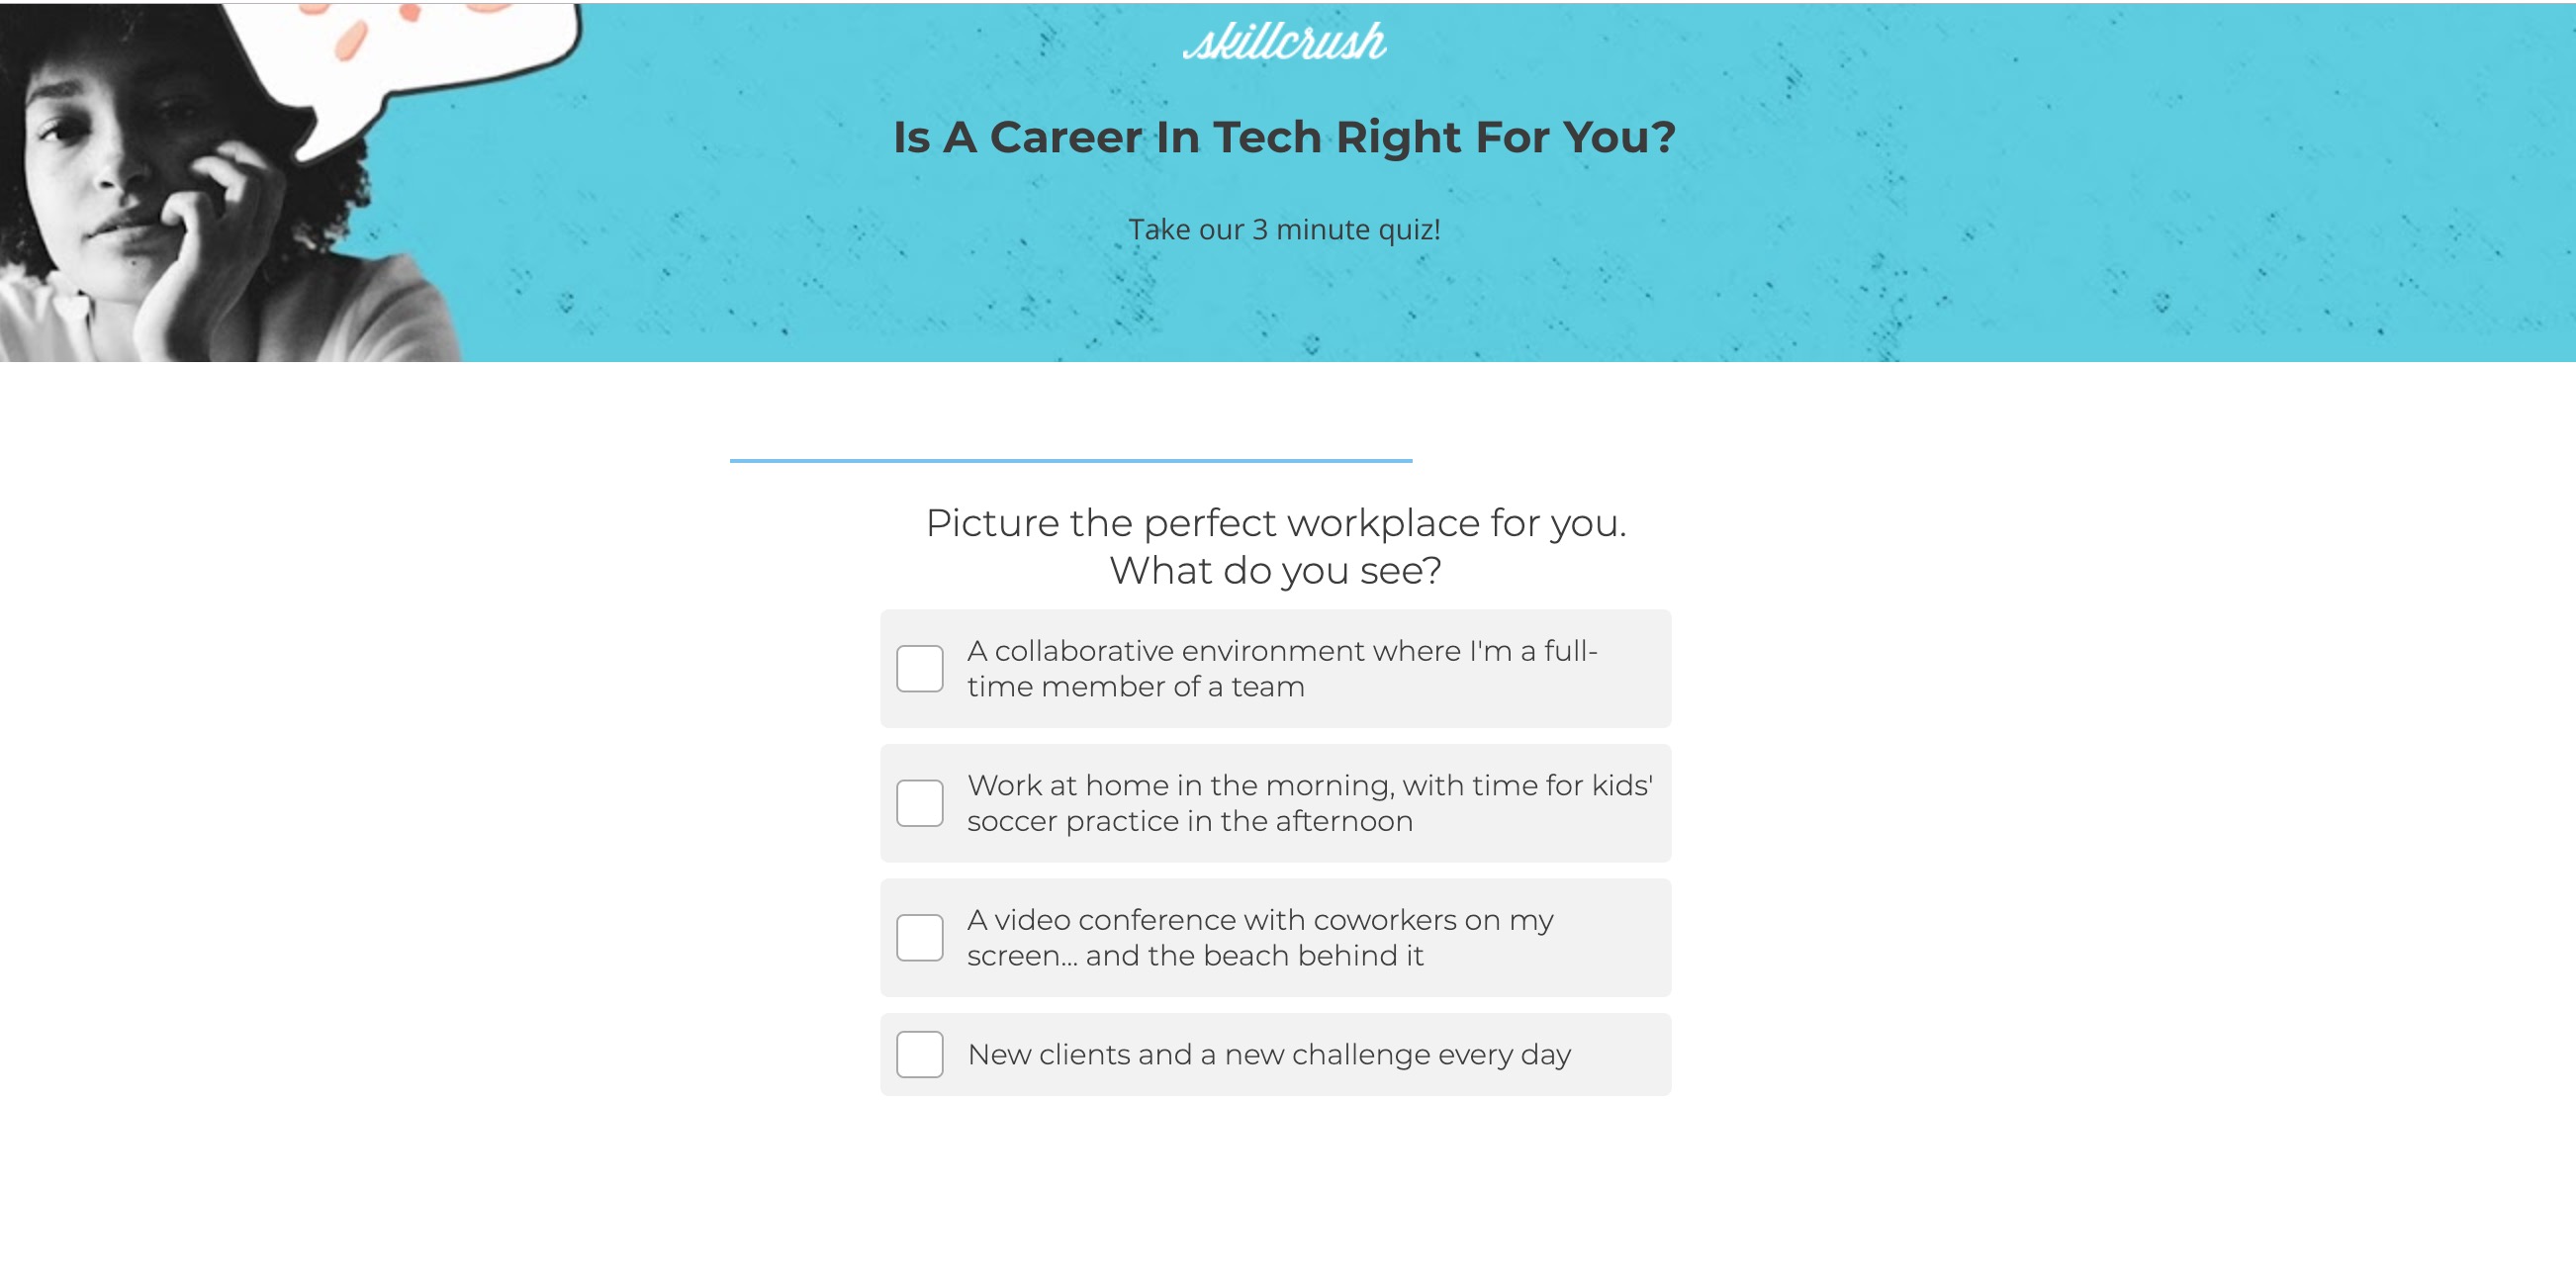 skillcrush
Is A Career In Tech Right For You?
Take our 3 minute quiz!
Picture the perfect workplace for you.
What do you see?
A collaborative environment where I'm a full-
time member of a team
Work at home in the morning, with time for kids'
soccer practice in the afternoon
A video conference with coworkers on my
screen... and the beach behind it
New clients and a new challenge every day